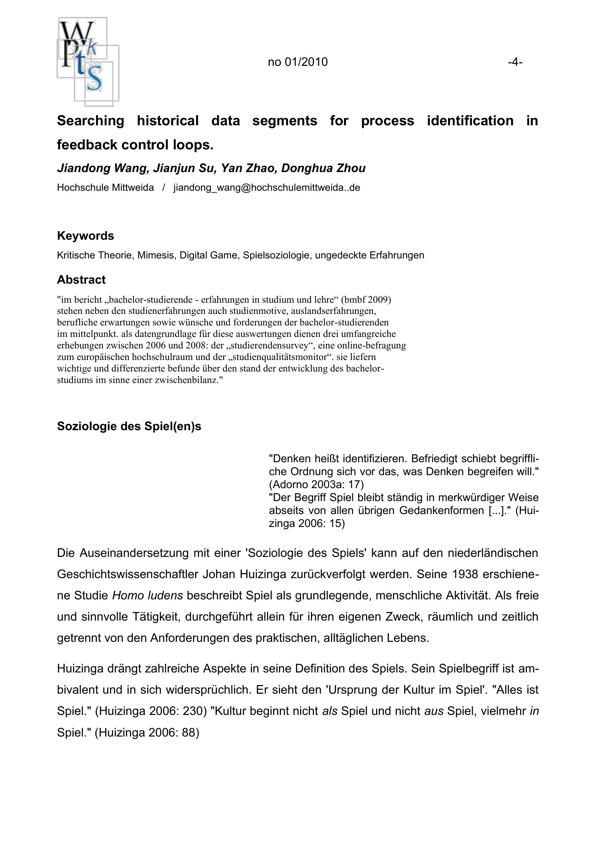 W
P k
ts
S
no 01/2010 -4-
Searching historical data segments for process identification in
feedback control loops.
Jiandong Wang, Jianjun Su, Yan Zhao, Donghua Zhou
Hochschule Mittweida / jiandong_wang@hochschulemittweida..de
Keywords
Kritische Theorie, Mimesis, Digital Game, Spielsoziologie, ungedeckte Erfahrungen
Abstract
"im bericht „bachelor-studierende - erfahrungen in studium und lehre“ (bmbf 2009)
stehen neben den studienerfahrungen auch studienmotive, auslandserfahrungen,
berufliche erwartungen sowie wünsche und forderungen der bachelor-studierenden
im mittelpunkt. als datengrundlage für diese auswertungen dienen drei umfangreiche
erhebungen zwischen 2006 und 2008: der „studierendensurvey“, eine online-befragung
zum europäischen hochschulraum und der „studienqualitätsmonitor“. sie liefern
wichtige und differenzierte befunde über den stand der entwicklung des bachelor-
studiums im sinne einer zwischenbilanz."
Soziologie des Spiel(en)s
"Denken heißt identifizieren. Befriedigt schiebt begriffli-
che Ordnung sich vor das, was Denken begreifen will."
(Adorno 2003a: 17)
"Der Begriff Spiel bleibt ständig in merkwürdiger Weise
abseits von allen übrigen Gedankenformen [...]." (Hui-
zinga 2006: 15)
Die Auseinandersetzung mit einer 'Soziologie des Spiels' kann auf den niederländischen
Geschichtswissenschaftler Johan Huizinga zurückverfolgt werden. Seine 1938 erschiene-
ne Studie Homo ludens beschreibt Spiel als grundlegende, menschliche Aktivität. Als freie
und sinnvolle Tätigkeit, durchgeführt allein für ihren eigenen Zweck, räumlich und zeitlich
getrennt von den Anforderungen des praktischen, alltäglichen Lebens.
Huizinga drängt zahlreiche Aspekte in seine Definition des Spiels. Sein Spielbegriff ist am-
bivalent und in sich widersprüchlich. Er sieht den 'Ursprung der Kultur im Spiel'. "Alles ist
Spiel." (Huizinga 2006: 230) "Kultur beginnt nicht als Spiel und nicht aus Spiel, vielmehr in
Spiel." (Huizinga 2006: 88)